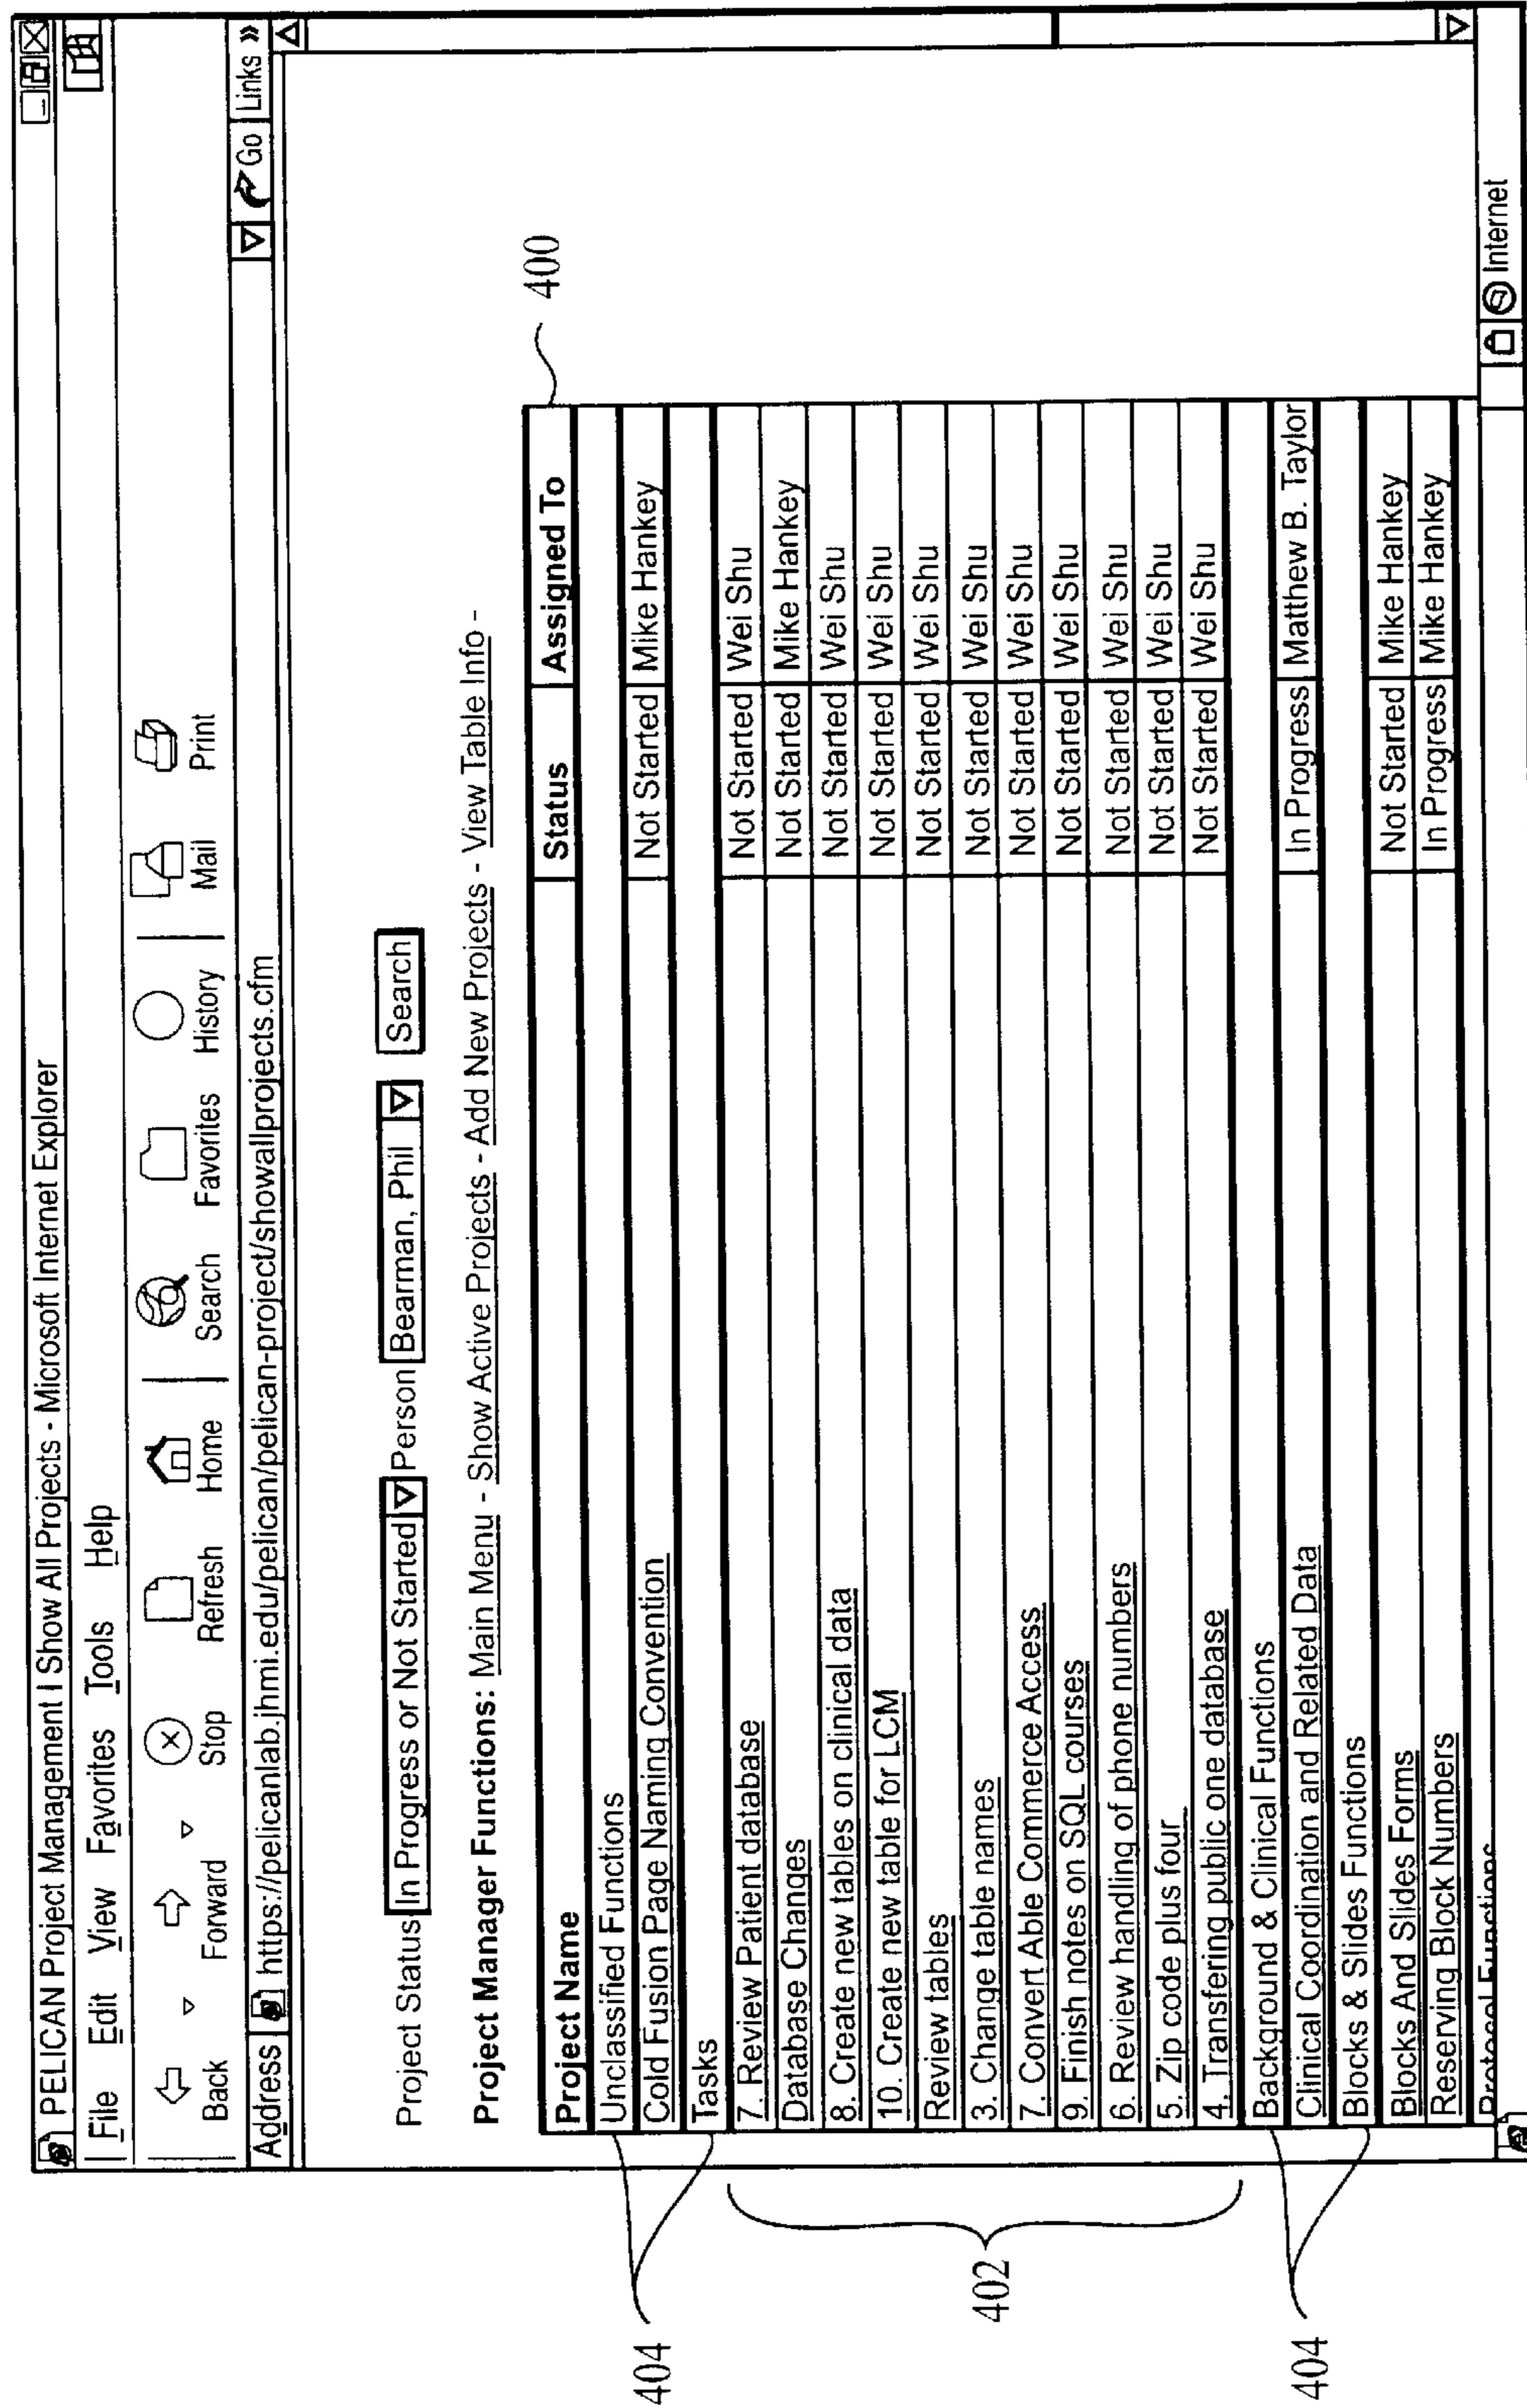 PELICAN Project Management I Show All Projects - Microsoft Internet Explorer
File Edit View Favorites Tools Help
Back Forward Stop Refresh Home Search Favorites History Mail Print
Address https://pelicanlab.jhmi.edu/pelican/pelican-project/showallprojects.cfm Go Links »
Project Status In Progress or Not Started Person Bearman, Phil Search
Project Manager Functions: Main Menu - Show Active Projects - Add New Projects - View Table Info -
400
Project Name Status Assigned To
Unclassified Functions
Cold Fusion Page Naming Convention Not Started Mike Hankey
Tasks
7. Review Patient database Not Started Wei Shu
Database Changes Not Started Mike Hankey
8. Create new tables on clinical data Not Started Wei Shu
10. Create new table for LCM Not Started Wei Shu
Review tables Not Started Wei Shu
3. Change table names Not Started Wei Shu
7. Convert Able Commerce Access Not Started Wei Shu
9. Finish notes on SQL courses Not Started Wei Shu
6. Review handling of phone numbers Not Started Wei Shu
5. Zip code plus four Not Started Wei Shu
4. Transfering public one database Not Started Wei Shu
Background & Clinical Functions
Clinical Coordination and Related Data In Progress Matthew B. Taylor
Blocks & Slides Functions
Blocks And Slides Forms Not Started Mike Hankey
Reserving Block Numbers In Progress Mike Hankey
Protocol Functions
Internet
404
402
404